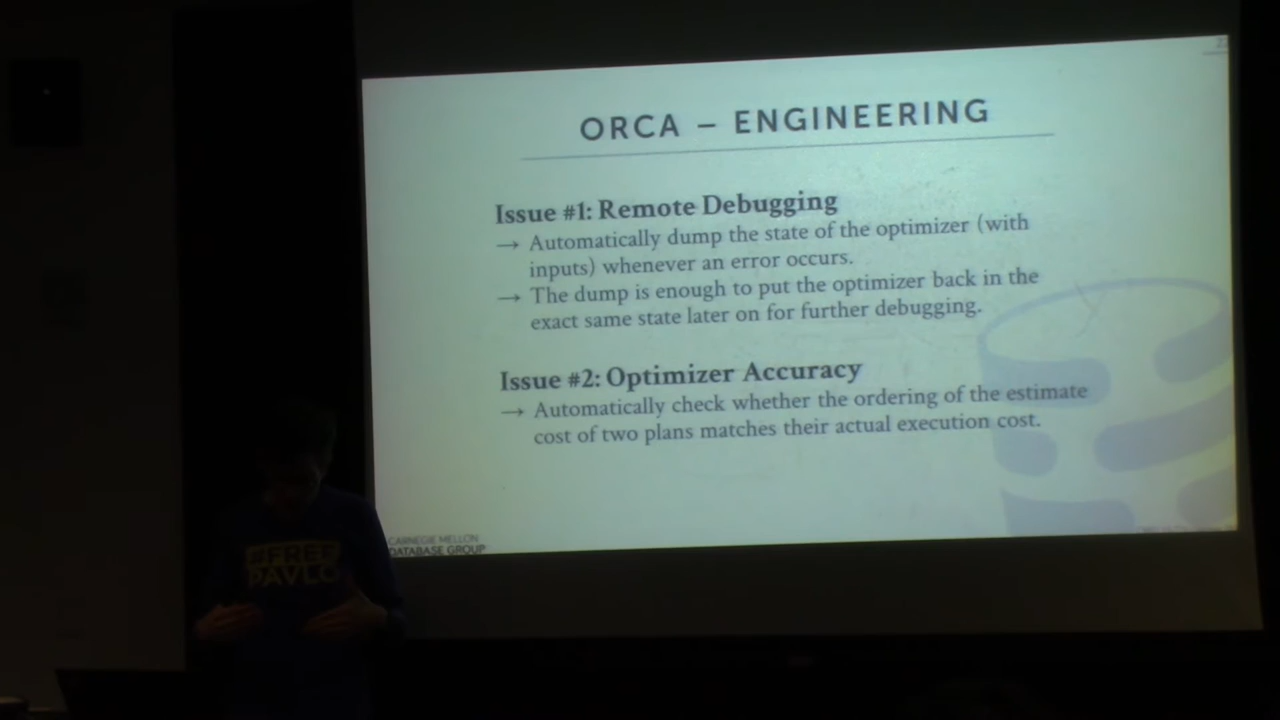 ORCA – ENGINEERING
Issue #1: Remote Debugging
→ Automatically dump the state of the optimizer (with
inputs) whenever an error occurs.
→ The dump is enough to put the optimizer back in the
exact same state later on for further debugging.
Issue #2: Optimizer Accuracy
→ Automatically check whether the ordering of the estimate
cost of two plans matches their actual execution cost.
CARNEGIE MELLON
DATABASE GROUP
#FREE
PAVLO